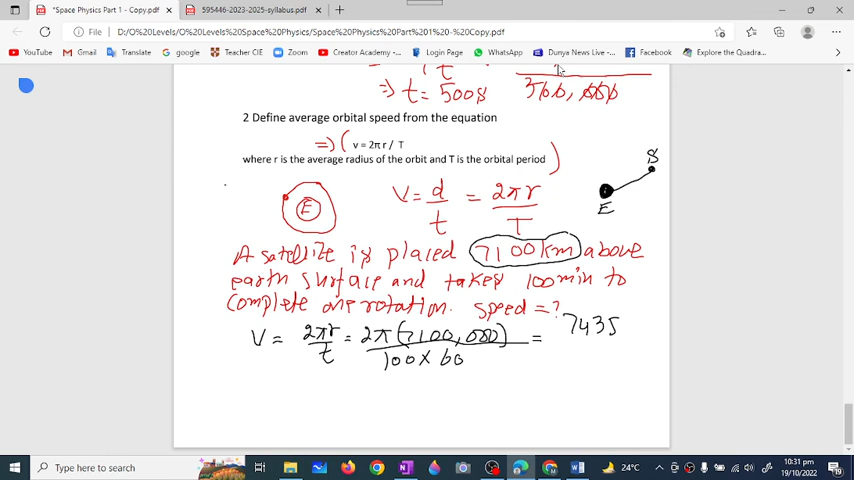 *Space Physics Part 1 - Copy.pdf
595446-2023-2025-syllabus.pdf
File
D:/O%20Levels/O%20Levels%20Space%20Physics/Space%20Physics%20Part%201%20-%20Copy.pdf
YouTube
Gmail
Translate
google
Teacher CIE
Zoom
Creator Academy -...
Login Page
WhatsApp
Dunya News Live -...
Facebook
Explore the Quadra...
=> t = 500s
2 Define average orbital speed from the equation
=> ( v = 2π r / T
where r is the average radius of the orbit and T is the orbital period )
S
E
E
V = d/t = 2πr/T
A satellite is placed 7100km above
earth surface and takes 100 min to
complete one rotation. speed = ?
V = 2πr/t = 2π(7100,000)/100 x 60 = 7435
Type here to search
24°C
10:31 pm
19/10/2022